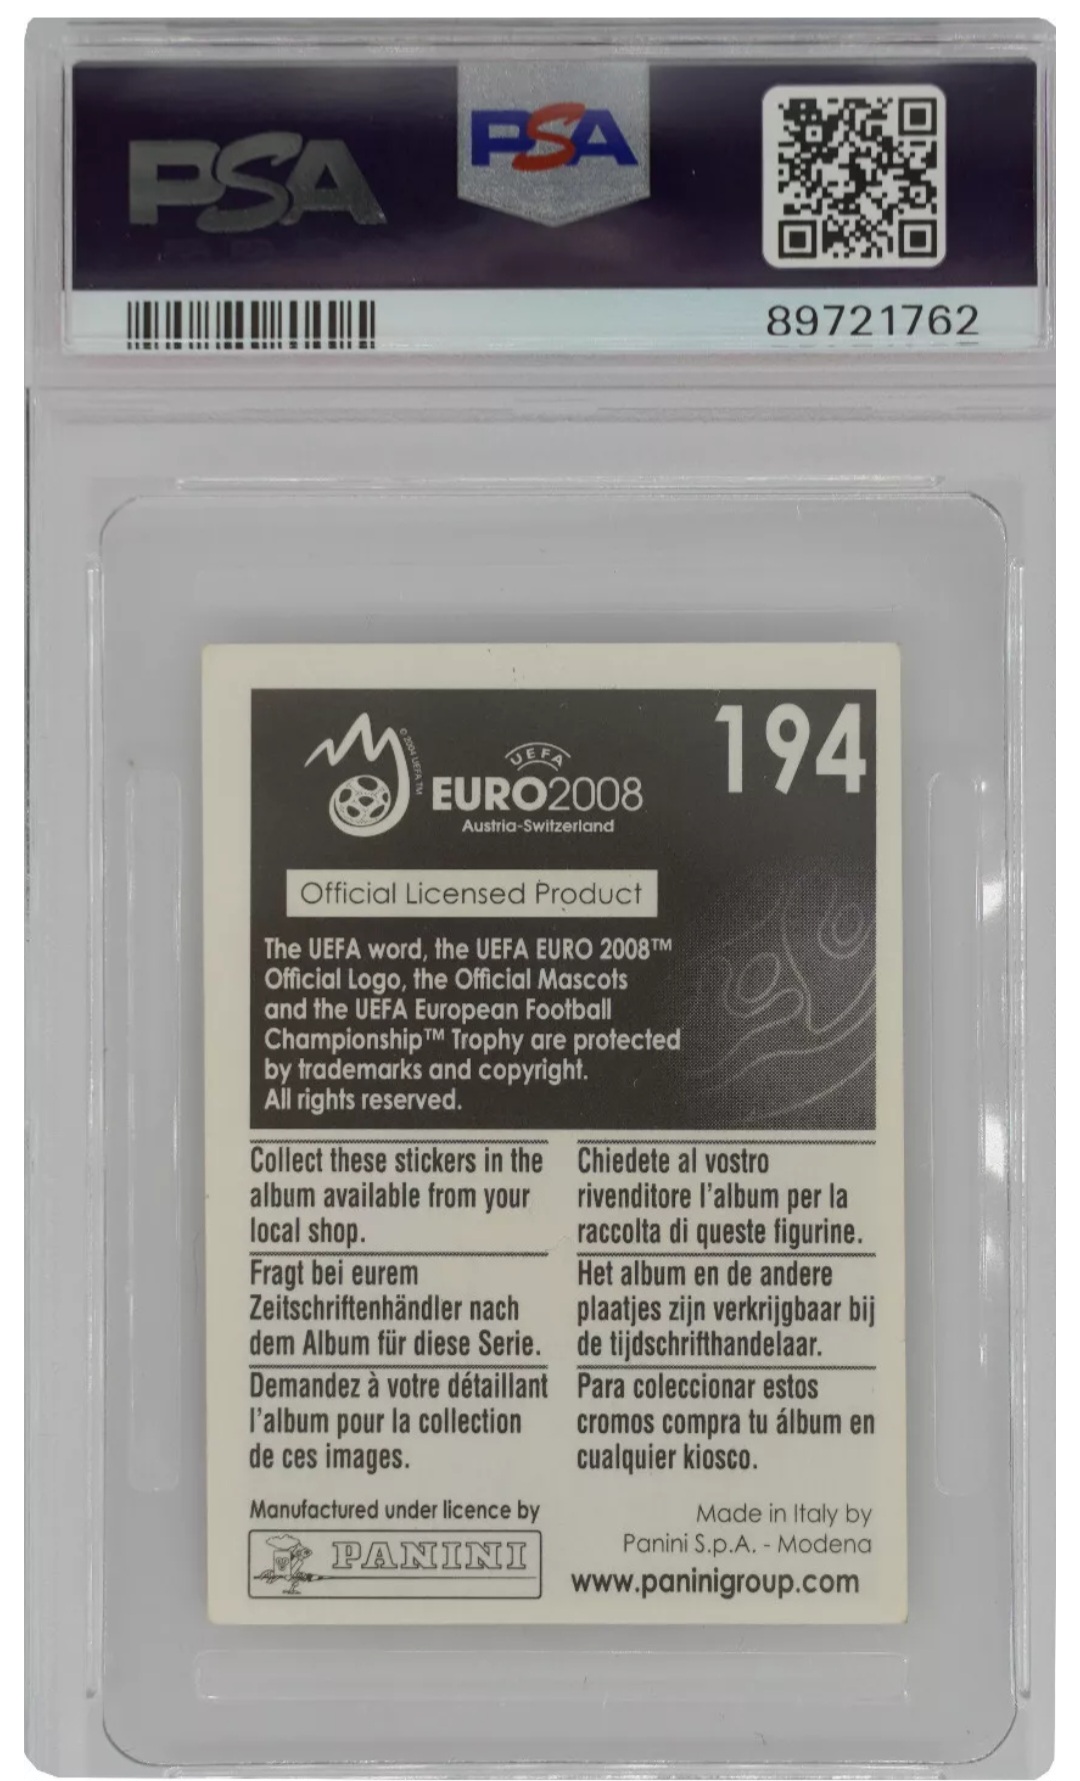 PSA
PSA
89721762
194
© 2004 UEFA TM
UEFA
EURO2008
Austria-Switzerland
Official Licensed Product
The UEFA word, the UEFA EURO 2008™
Official Logo, the Official Mascots
and the UEFA European Football
Championship™ Trophy are protected
by trademarks and copyright.
All rights reserved.
Collect these stickers in the
album available from your
local shop.
Chiedete al vostro
rivenditore l'album per la
raccolta di queste figurine.
Fragt bei eurem
Zeitschriftenhändler nach
dem Album für diese Serie.
Het album en de andere
plaatjes zijn verkrijgbaar bij
de tijdschrifthandelaar.
Demandez à votre détaillant
l'album pour la collection
de ces images.
Para coleccionar estos
cromos compra tu álbum en
cualquier kiosco.
Manufactured under licence by
PANINI
Made in Italy by
Panini S.p.A. - Modena
www.paninigroup.com